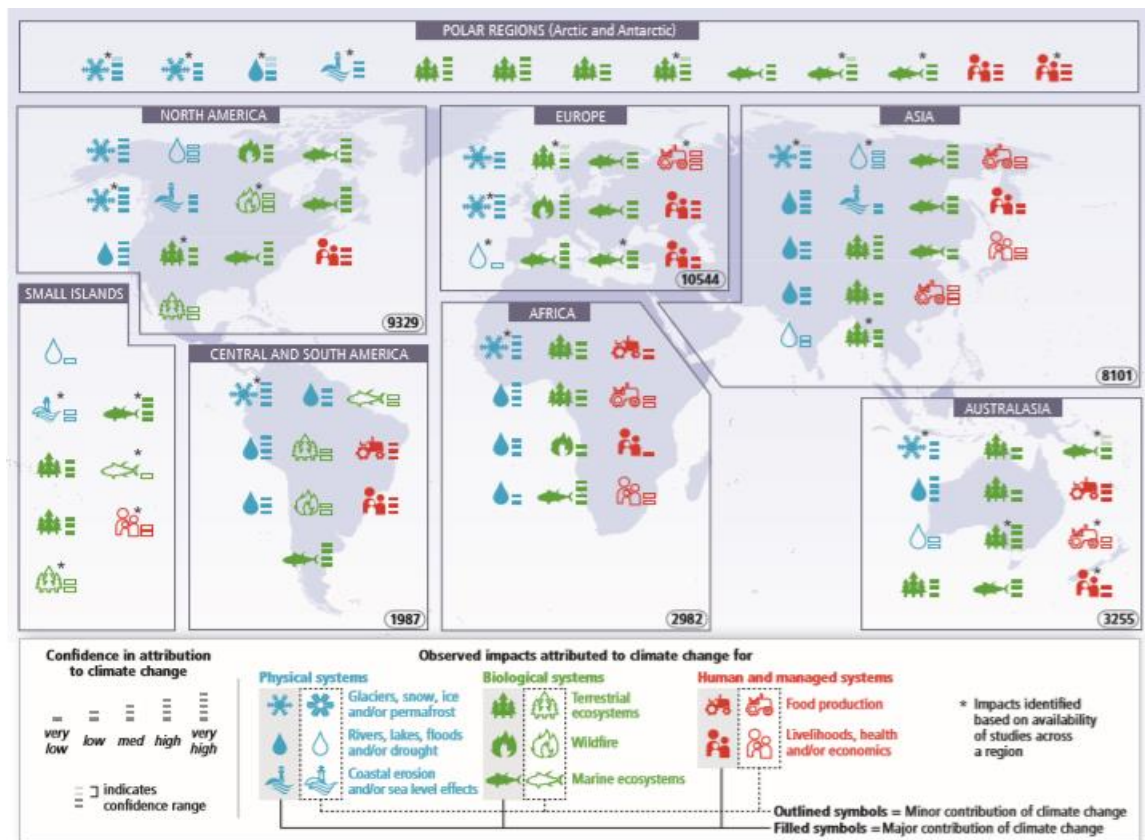 POLAR REGIONS (Arctic and Antarctic)
NORTH AMERICA
EUROPE
ASIA
10544
SMALL ISLANDS
9329
AFRICA
CENTRAL AND SOUTH AMERICA
8101
AUSTRALASIA
1987
2982
3255
Confidence in attribution
to climate change
very low
low
med
high
very high
indicates
confidence range
Observed impacts attributed to climate change for
Physical systems
Glaciers, snow, ice
and/or permafrost
Rivers, lakes, floods
and/or drought
Coastal erosion
and/or sea level effects
Biological systems
Terrestrial
ecosystems
Wildfire
Marine ecosystems
Human and managed systems
Food production
Livelihoods, health
and/or economics
* Impacts identified
based on availability
of studies across
a region
Outlined symbols = Minor contribution of climate change
Filled symbols = Major contribution of climate change